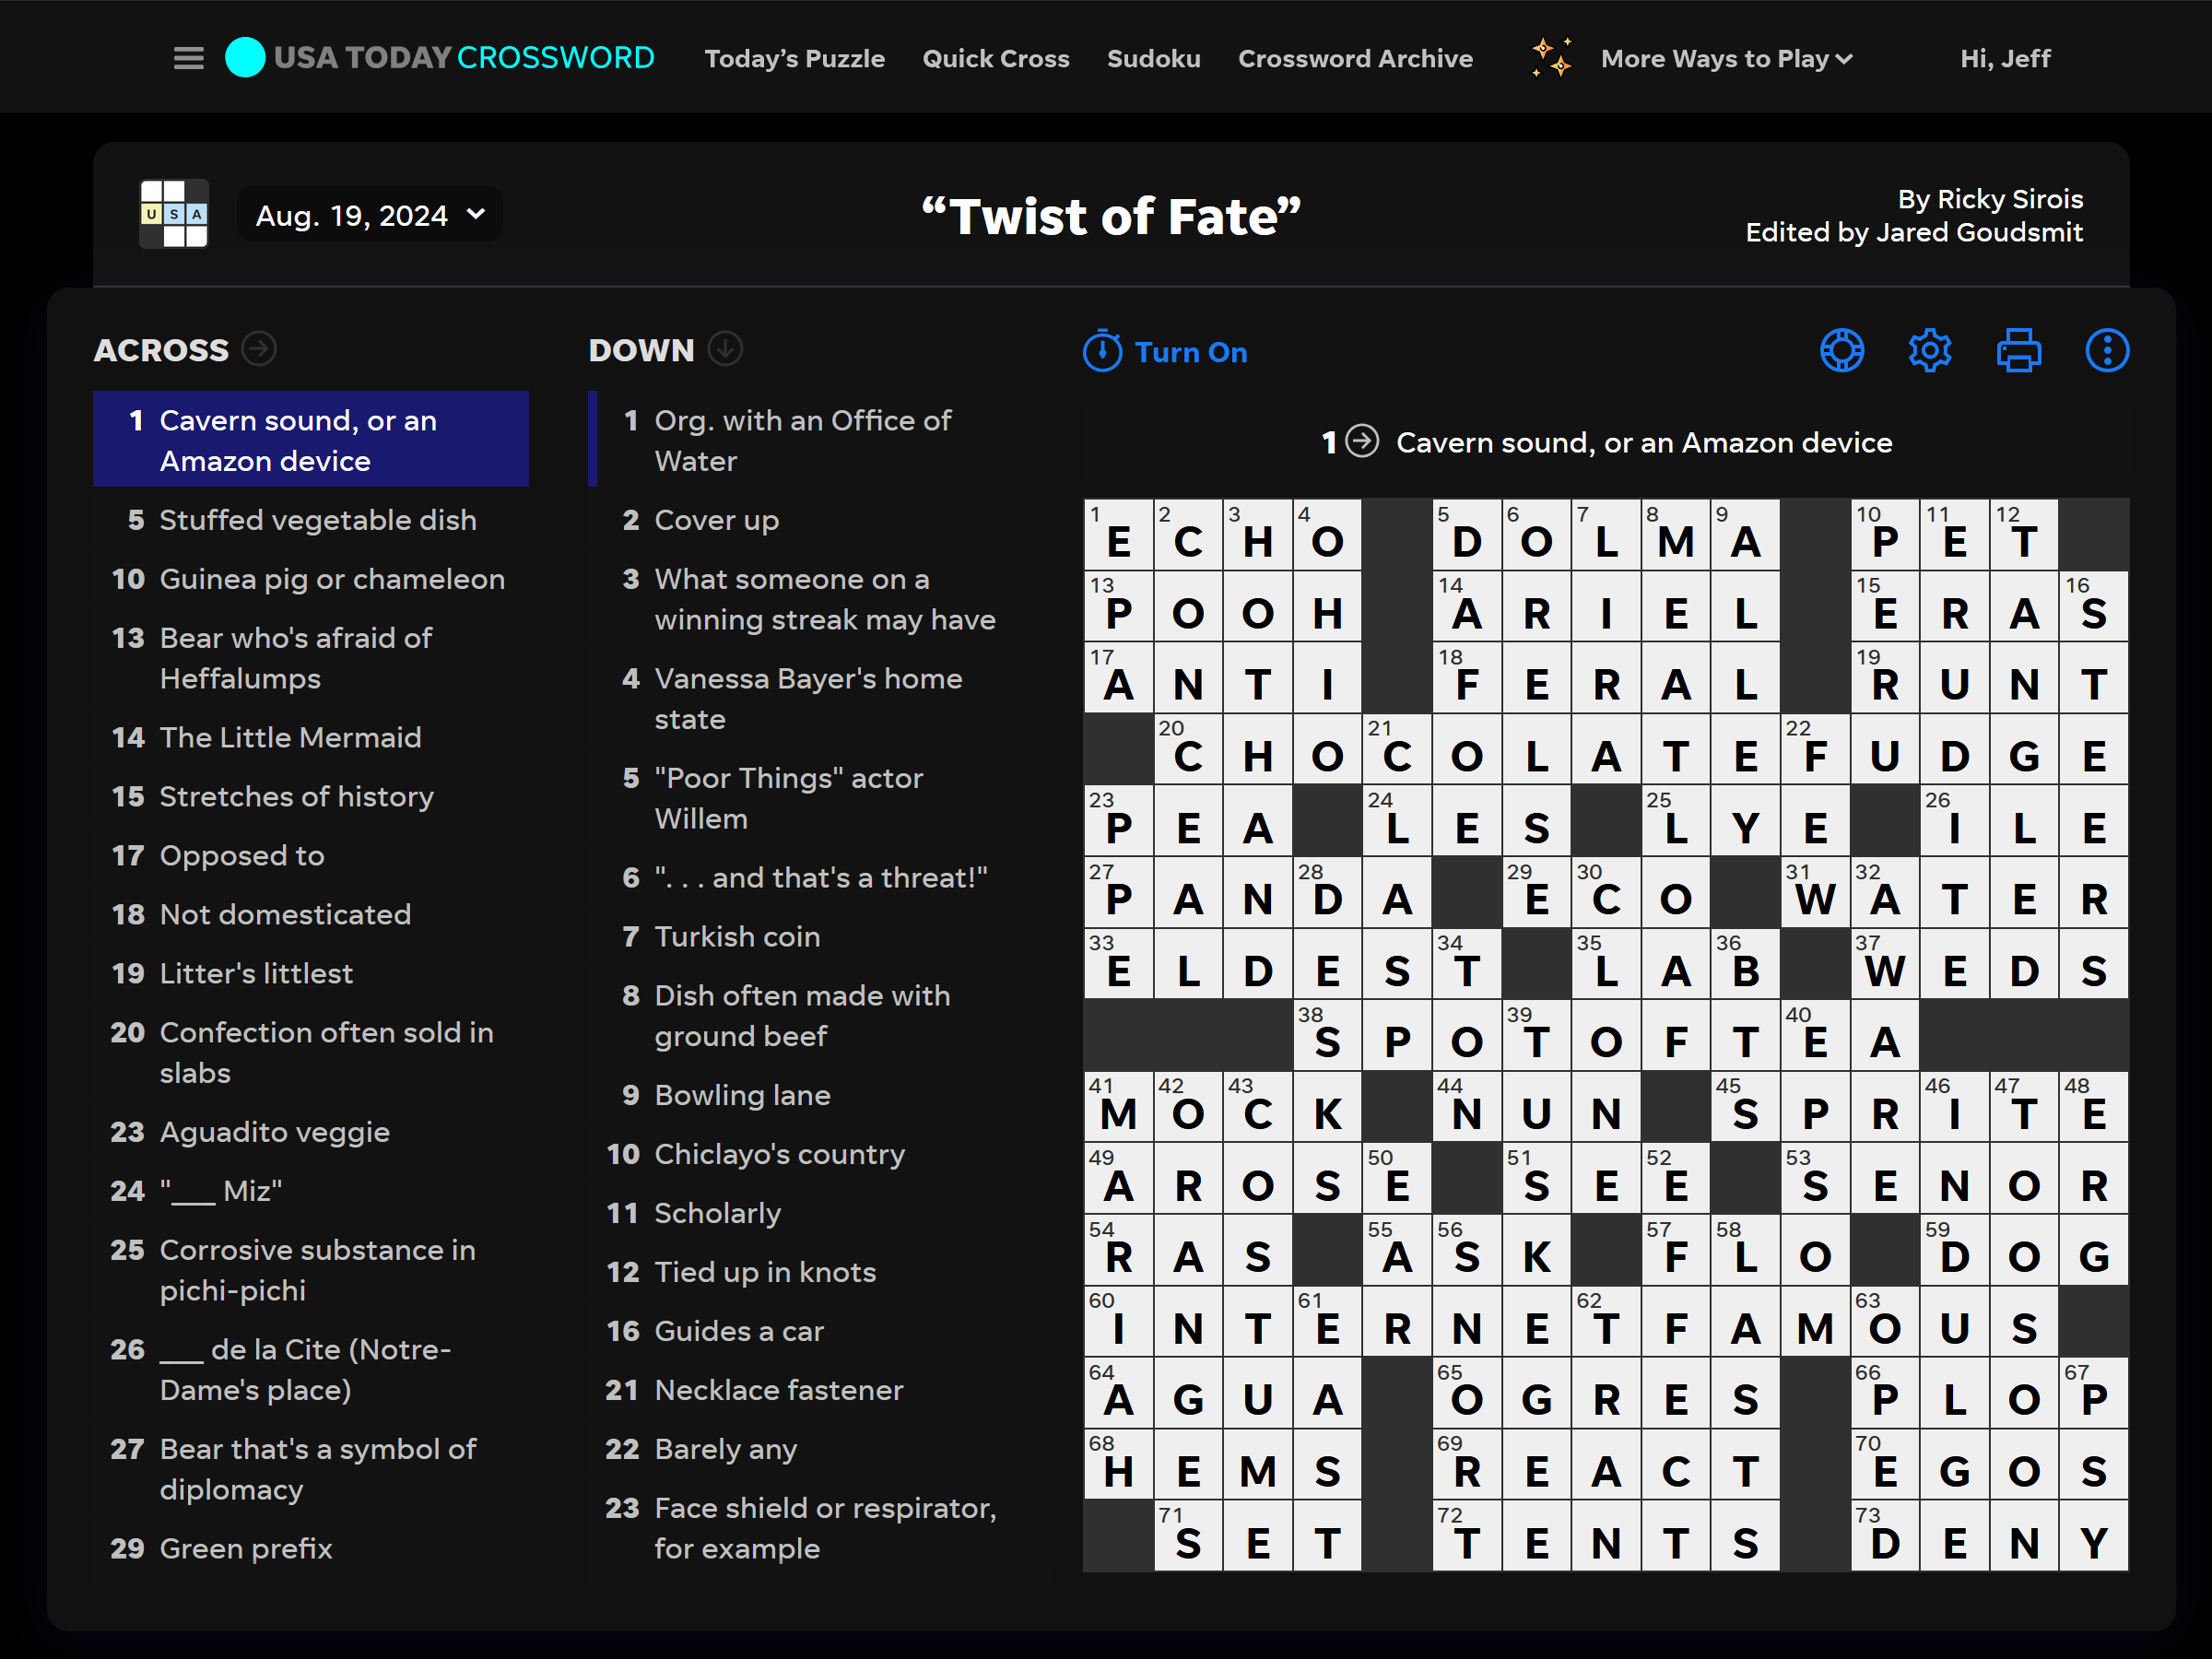 USA TODAY CROSSWORD
Today's Puzzle
Quick Cross
Sudoku
Crossword Archive
More Ways to Play
Hi, Jeff
USA
Aug. 19, 2024
“Twist of Fate”
By Ricky Sirois
Edited by Jared Goudsmit
ACROSS
1 Cavern sound, or an
Amazon device
5 Stuffed vegetable dish
10 Guinea pig or chameleon
13 Bear who's afraid of
Heffalumps
14 The Little Mermaid
15 Stretches of history
17 Opposed to
18 Not domesticated
19 Litter's littlest
20 Confection often sold in
slabs
23 Aguadito veggie
24 "___ Miz"
25 Corrosive substance in
pichi-pichi
26 ___ de la Cite (Notre-
Dame's place)
27 Bear that's a symbol of
diplomacy
29 Green prefix
DOWN
1 Org. with an Office of
Water
2 Cover up
3 What someone on a
winning streak may have
4 Vanessa Bayer's home
state
5 "Poor Things" actor
Willem
6 ". . . and that's a threat!"
7 Turkish coin
8 Dish often made with
ground beef
9 Bowling lane
10 Chiclayo's country
11 Scholarly
12 Tied up in knots
16 Guides a car
21 Necklace fastener
22 Barely any
23 Face shield or respirator,
for example
Turn On
1 Cavern sound, or an Amazon device
1 2 3 4 5 6 7 8 9 10 11 12
E C H O D O L M A P E T
13 14 15 16
P O O H A R I E L E R A S
17 18 19
A N T I F E R A L R U N T
20 21 22
C H O C O L A T E F U D G E
23 24 25 26
P E A L E S L Y E I L E
27 28 29 30 31 32
P A N D A E C O W A T E R
33 34 35 36 37
E L D E S T L A B W E D S
38 39 40
S P O T O F T E A
41 42 43 44 45 46 47 48
M O C K N U N S P R I T E
49 50 51 52 53
A R O S E S E E S E N O R
54 55 56 57 58 59
R A S A S K F L O D O G
60 61 62 63
I N T E R N E T F A M O U S
64 65 66 67
A G U A O G R E S P L O P
68 69 70
H E M S R E A C T E G O S
71 72 73
S E T T E N T S D E N Y